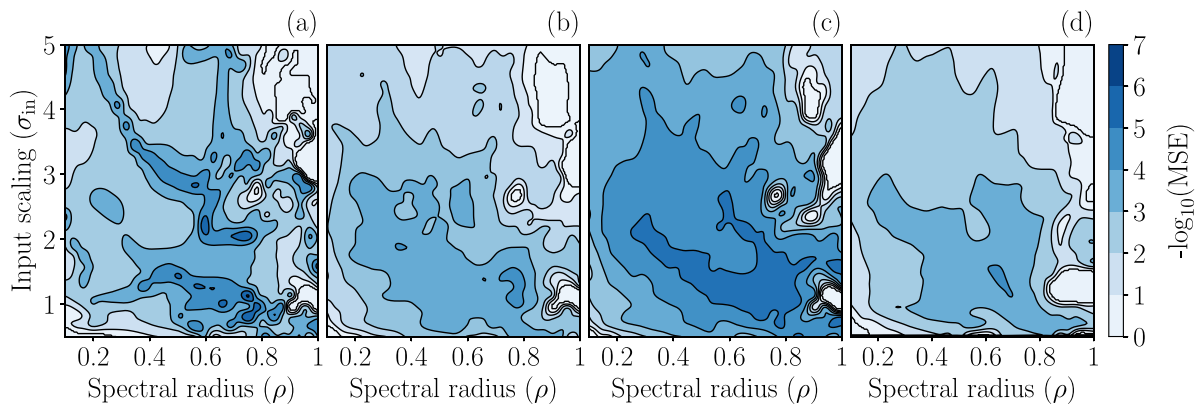 (a) (b) (c) (d)
5 4 3 2 1
Input scaling (σin)
0.2 0.4 0.6 0.8 1
0.2 0.4 0.6 0.8 1
0.2 0.4 0.6 0.8 1
0.2 0.4 0.6 0.8 1
Spectral radius (ρ)
Spectral radius (ρ)
Spectral radius (ρ)
Spectral radius (ρ)
7 6 5 4 3 2 1 0
-log10(MSE)